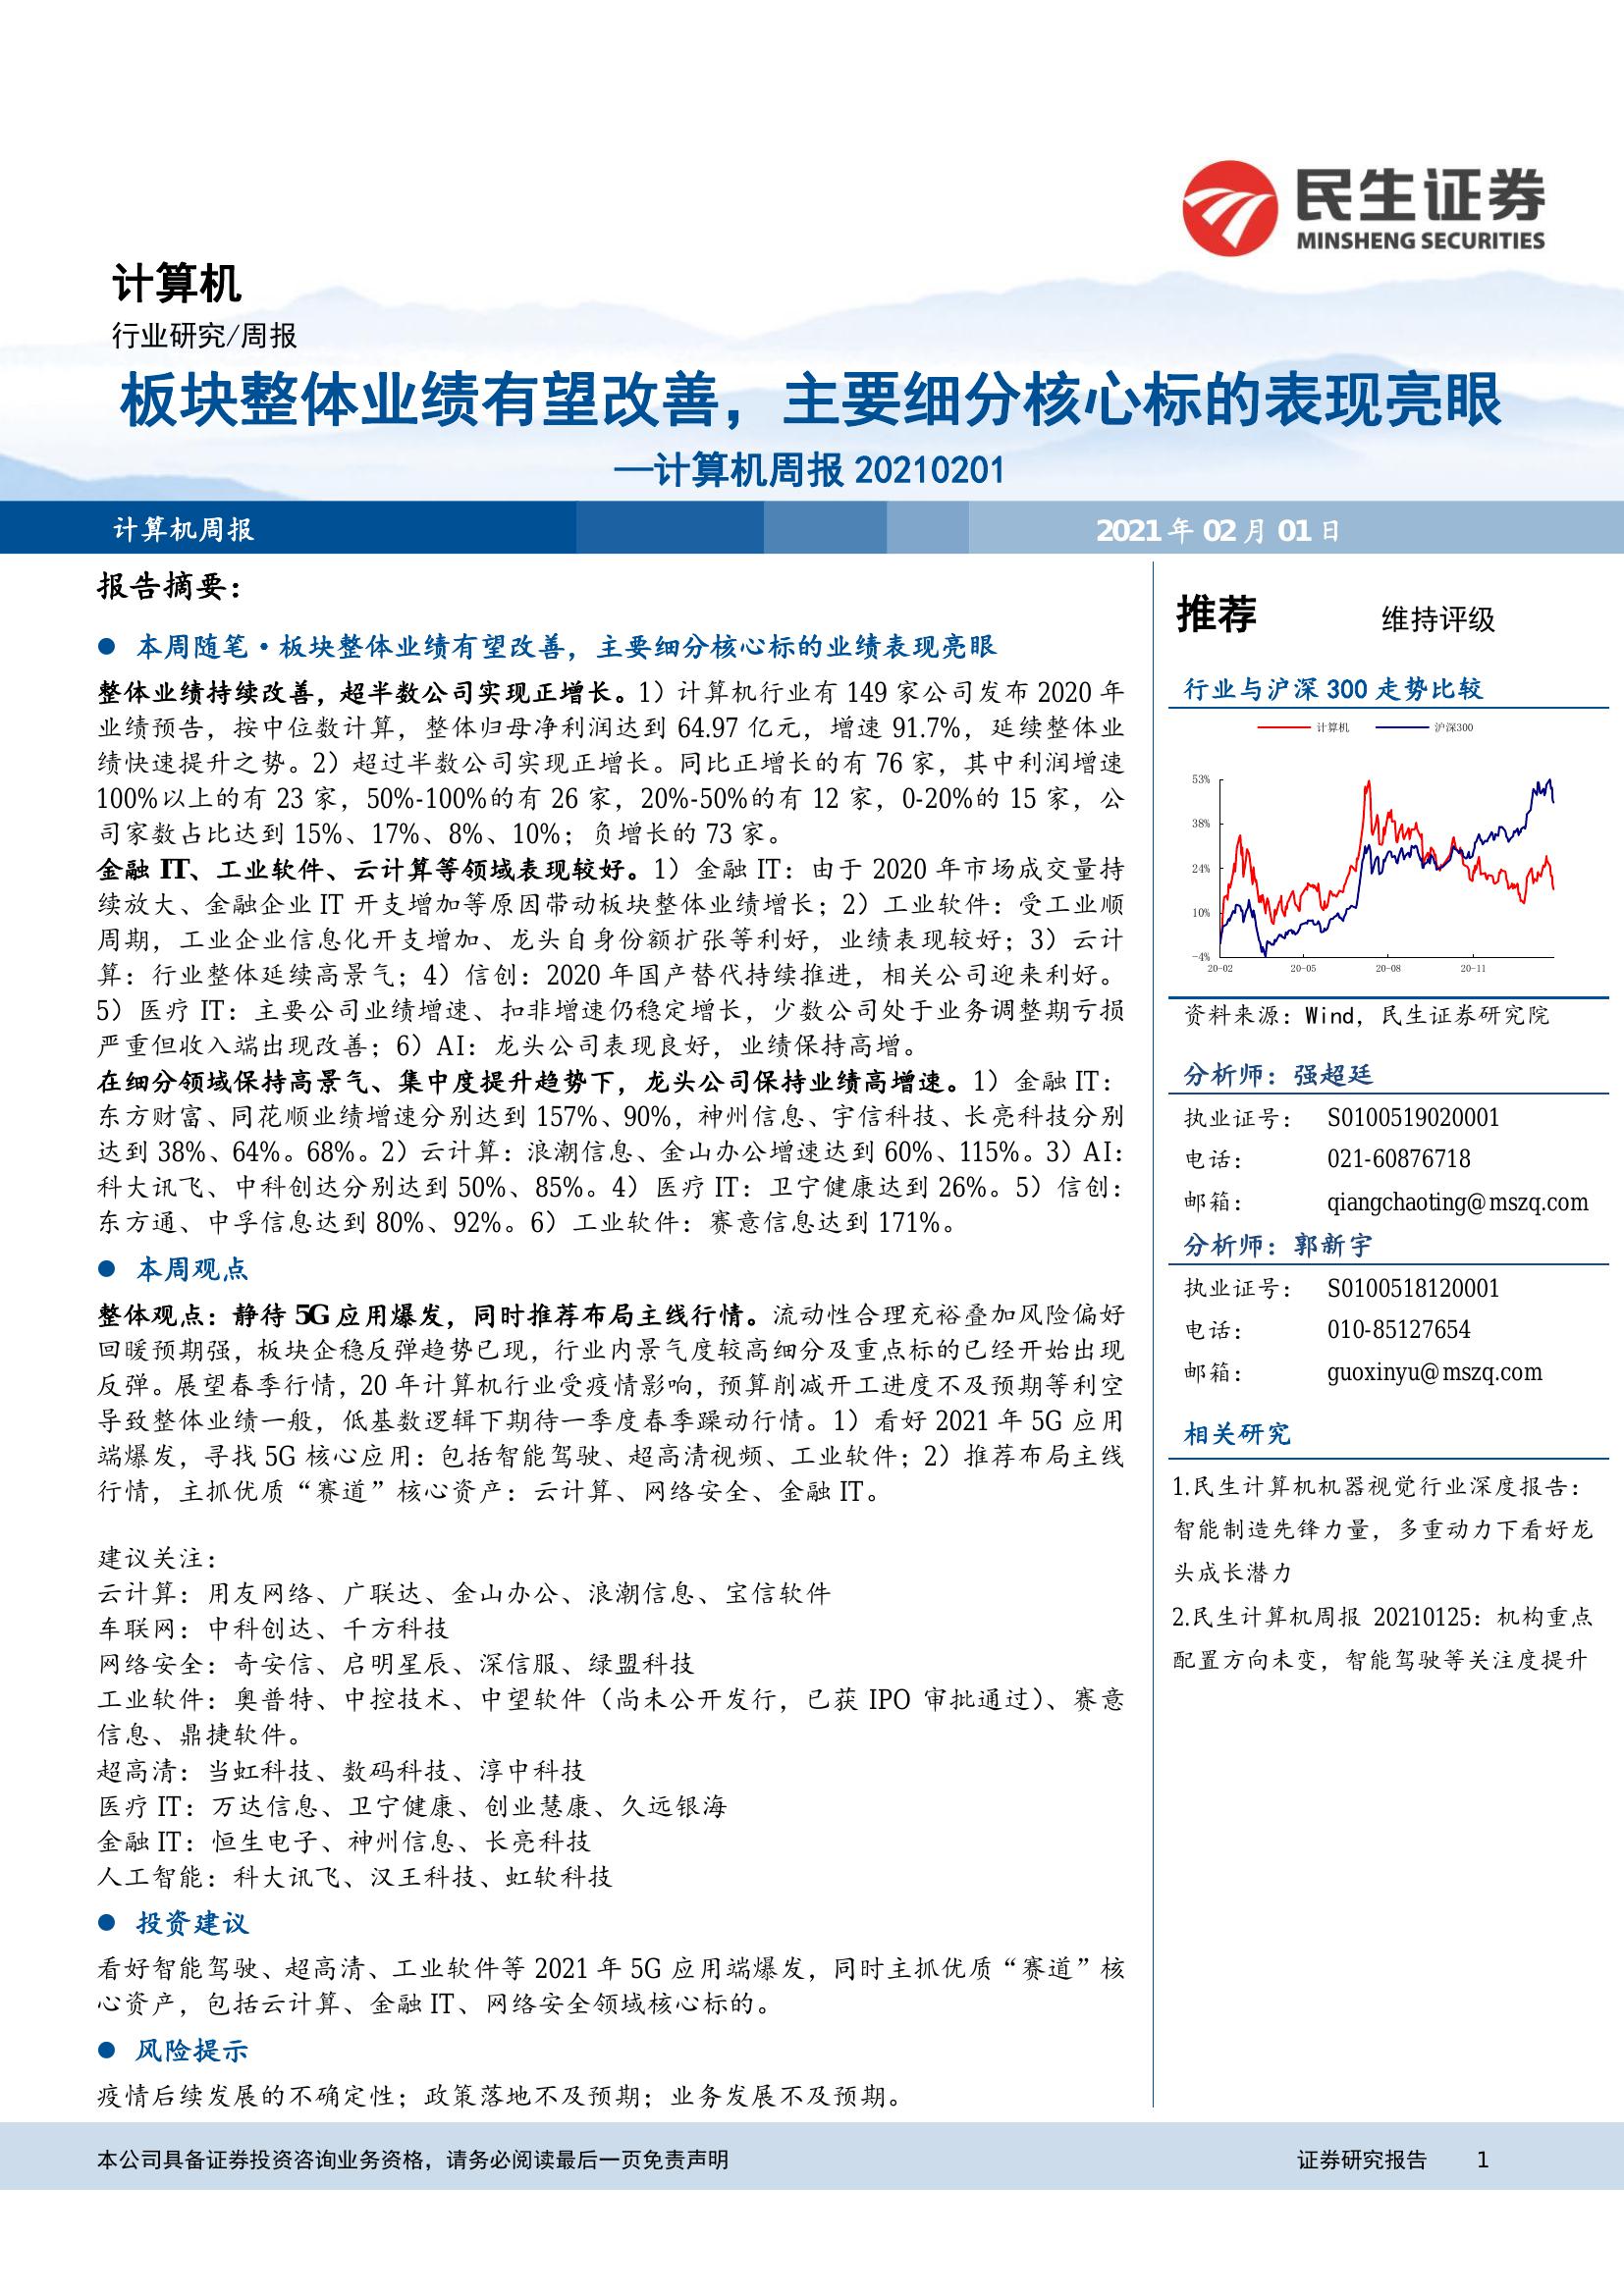 民生证券
MINSHENG SECURITIES
计算机
行业研究/周报
板块整体业绩有望改善，主要细分核心标的表现亮眼
—计算机周报 20210201
计算机周报
2021 年 02 月 01 日
报告摘要：
● 本周随笔·板块整体业绩有望改善，主要细分核心标的业绩表现亮眼
整体业绩持续改善，超半数公司实现正增长。1）计算机行业有 149 家公司发布 2020 年
业绩预告，按中位数计算，整体归母净利润达到 64.97 亿元，增速 91.7%，延续整体业
绩快速提升之势。2）超过半数公司实现正增长。同比正增长的有 76 家，其中利润增速
100%以上的有 23 家，50%-100%的有 26 家，20%-50%的有 12 家，0-20%的 15 家，公
司家数占比达到 15%、17%、8%、10%；负增长的 73 家。
金融 IT、工业软件、云计算等领域表现较好。1）金融 IT：由于 2020 年市场成交量持
续放大、金融企业 IT 开支增加等原因带动板块整体业绩增长；2）工业软件：受工业顺
周期，工业企业信息化开支增加、龙头自身份额扩张等利好，业绩表现较好；3）云计
算：行业整体延续高景气；4）信创：2020 年国产替代持续推进，相关公司迎来利好。
5）医疗 IT：主要公司业绩增速、扣非增速仍稳定增长，少数公司处于业务调整期亏损
严重但收入端出现改善；6）AI：龙头公司表现良好，业绩保持高增。
在细分领域保持高景气、集中度提升趋势下，龙头公司保持业绩高增速。1）金融 IT：
东方财富、同花顺业绩增速分别达到 157%、90%，神州信息、宇信科技、长亮科技分别
达到 38%、64%。68%。2）云计算：浪潮信息、金山办公增速达到 60%、115%。3）AI：
科大讯飞、中科创达分别达到 50%、85%。4）医疗 IT：卫宁健康达到 26%。5）信创：
东方通、中孚信息达到 80%、92%。6）工业软件：赛意信息达到 171%。
● 本周观点
整体观点：静待 5G 应用爆发，同时推荐布局主线行情。流动性合理充裕叠加风险偏好
回暖预期强，板块企稳反弹趋势已现，行业内景气度较高细分及重点标的已经开始出现
反弹。展望春季行情，20 年计算机行业受疫情影响，预算削减开工进度不及预期等利空
导致整体业绩一般，低基数逻辑下期待一季度春季躁动行情。1）看好 2021 年 5G 应用
端爆发，寻找 5G 核心应用：包括智能驾驶、超高清视频、工业软件；2）推荐布局主线
行情，主抓优质“赛道”核心资产：云计算、网络安全、金融 IT。
建议关注：
云计算：用友网络、广联达、金山办公、浪潮信息、宝信软件
车联网：中科创达、千方科技
网络安全：奇安信、启明星辰、深信服、绿盟科技
工业软件：奥普特、中控技术、中望软件（尚未公开发行，已获 IPO 审批通过）、赛意
信息、鼎捷软件。
超高清：当虹科技、数码科技、淳中科技
医疗 IT：万达信息、卫宁健康、创业慧康、久远银海
金融 IT：恒生电子、神州信息、长亮科技
人工智能：科大讯飞、汉王科技、虹软科技
● 投资建议
看好智能驾驶、超高清、工业软件等 2021 年 5G 应用端爆发，同时主抓优质“赛道”核
心资产，包括云计算、金融 IT、网络安全领域核心标的。
● 风险提示
疫情后续发展的不确定性；政策落地不及预期；业务发展不及预期。
推荐 维持评级
行业与沪深 300 走势比较
计算机 沪深300
53%
38%
24%
10%
-4%
20-02 20-05 20-08 20-11
资料来源：Wind，民生证券研究院
分析师：强超廷
执业证号： S0100519020001
电话： 021-60876718
邮箱： qiangchaoting@mszq.com
分析师：郭新宇
执业证号： S0100518120001
电话： 010-85127654
邮箱： guoxinyu@mszq.com
相关研究
1.民生计算机机器视觉行业深度报告：
智能制造先锋力量，多重动力下看好龙
头成长潜力
2.民生计算机周报 20210125：机构重点
配置方向未变，智能驾驶等关注度提升
本公司具备证券投资咨询业务资格，请务必阅读最后一页免责声明
证券研究报告 1